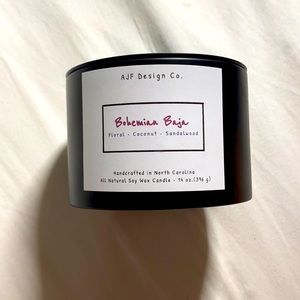 AJF Design Co.
Bohemian Baja
Floral - Coconut - Sandalwood
Handcrafted in North Carolina
All Natural Soy Wax Candle - 14 oz.(396 g)